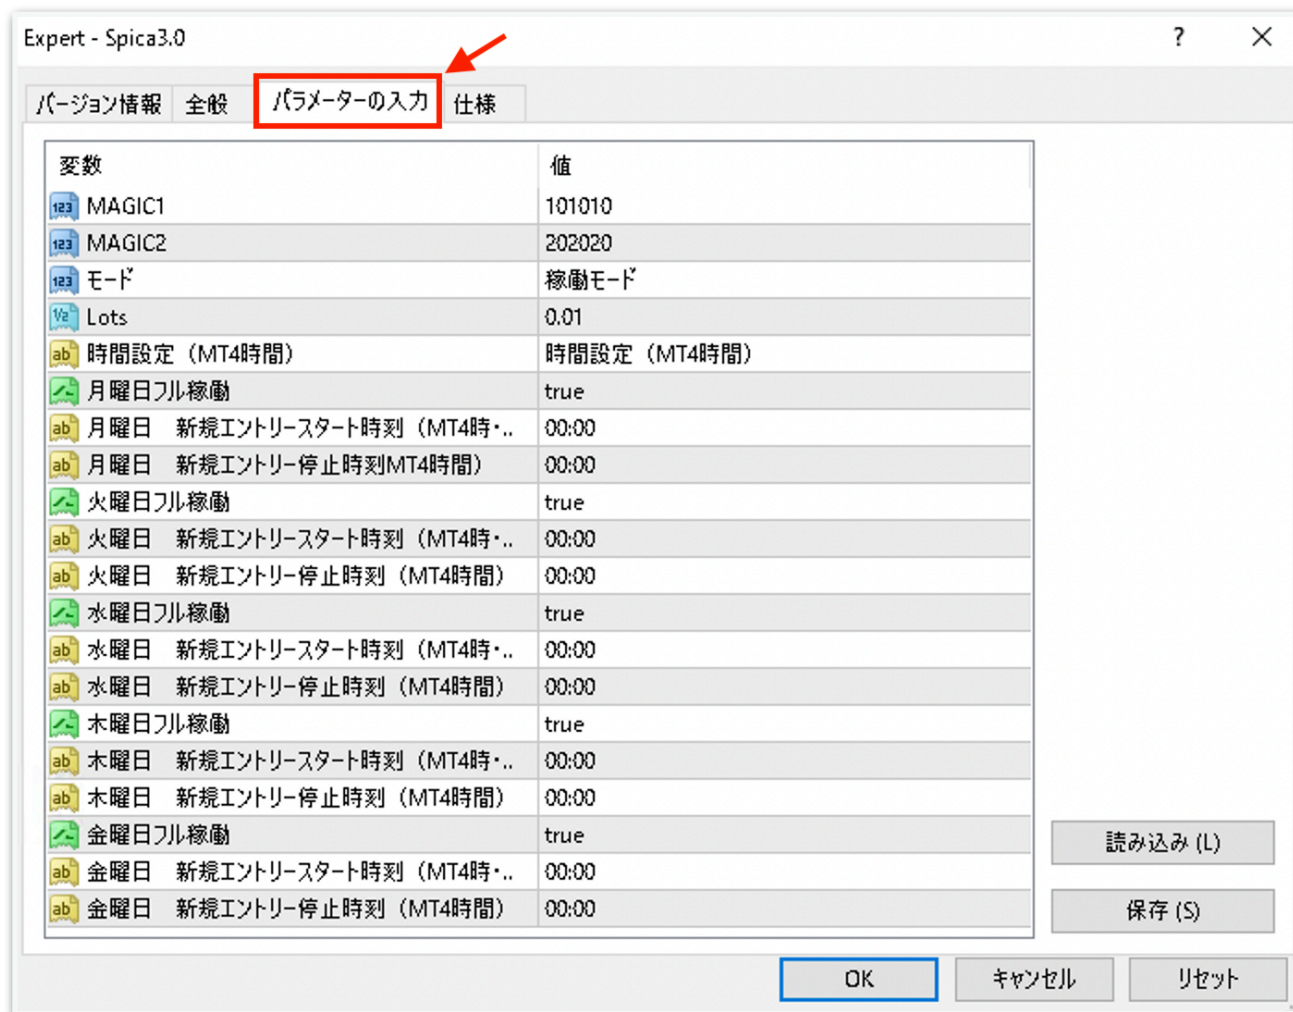 Expert - Spica3.0
?
バージョン情報 全般 パラメーターの入力 仕様
変数 値
123 MAGIC1 101010
123 MAGIC2 202020
123 モード 稼働モード
1/2 Lots 0.01
ab 時間設定（MT4時間） 時間設定（MT4時間）
月曜日フル稼働 true
ab 月曜日　新規エントリースタート時刻（MT4時・.. 00:00
ab 月曜日　新規エントリー停止時刻MT4時間） 00:00
火曜日フル稼働 true
ab 火曜日　新規エントリースタート時刻（MT4時・.. 00:00
ab 火曜日　新規エントリー停止時刻（MT4時間） 00:00
水曜日フル稼働 true
ab 水曜日　新規エントリースタート時刻（MT4時・.. 00:00
ab 水曜日　新規エントリー停止時刻（MT4時間） 00:00
木曜日フル稼働 true
ab 木曜日　新規エントリースタート時刻（MT4時・.. 00:00
ab 木曜日　新規エントリー停止時刻（MT4時間） 00:00
金曜日フル稼働 true
ab 金曜日　新規エントリースタート時刻（MT4時・.. 00:00
ab 金曜日　新規エントリー停止時刻（MT4時間） 00:00
読み込み (L)
保存 (S)
OK キャンセル リセット